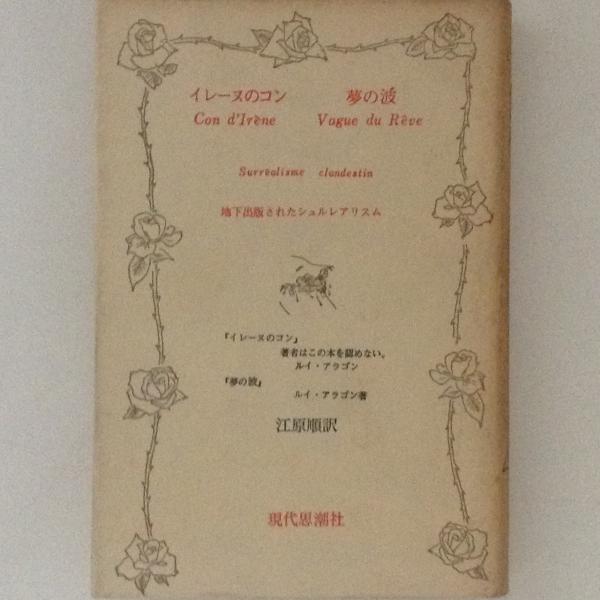 イレーヌのコン 夢の波
Con d'Irène Vague du Rêve
Surréalisme clandestin
地下出版されたシュルレアリスム
『イレーヌのコン』
著者はこの本を認めない。
ルイ・アラゴン
『夢の波』
ルイ・アラゴン著
江原順訳
現代思潮社